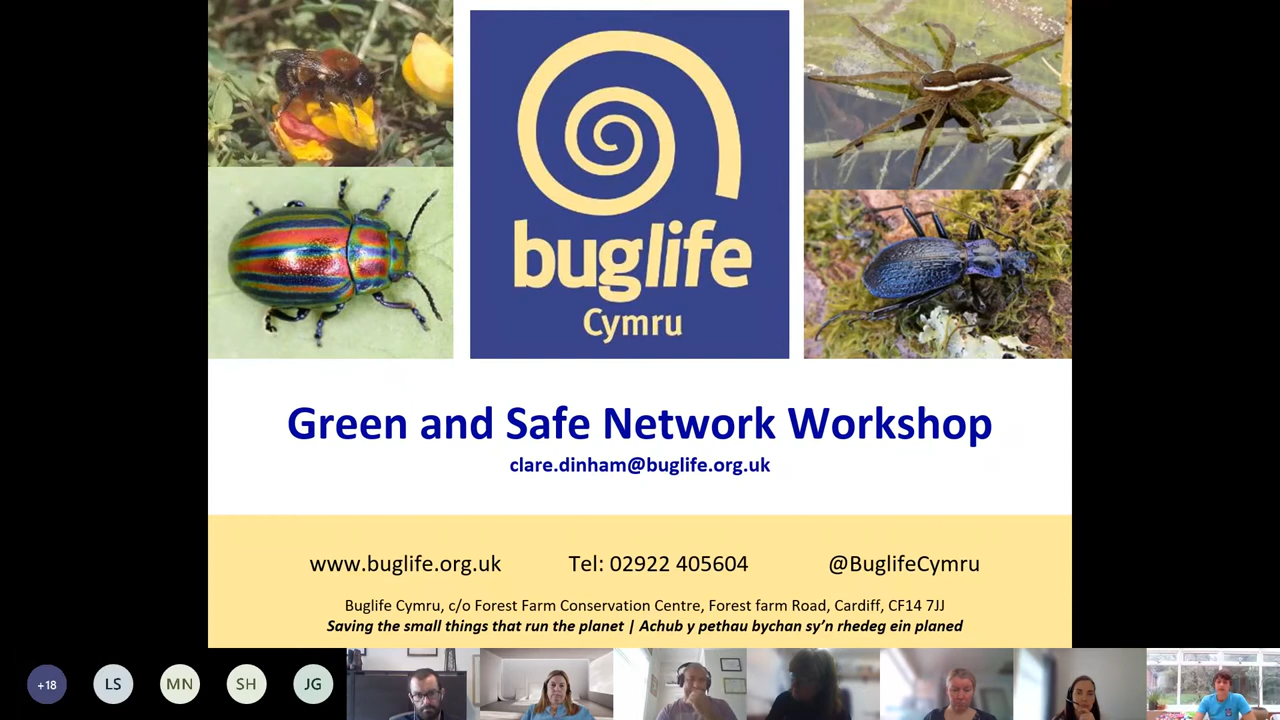 buglife
Cymru
Green and Safe Network Workshop
clare.dinham@buglife.org.uk
www.buglife.org.uk
Tel: 02922 405604
@BuglifeCymru
Buglife Cymru, c/o Forest Farm Conservation Centre, Forest farm Road, Cardiff, CF14 7JJ
Saving the small things that run the planet | Achub y pethau bychan sy’n rhedeg ein planed
+18
LS
MN
SH
JG